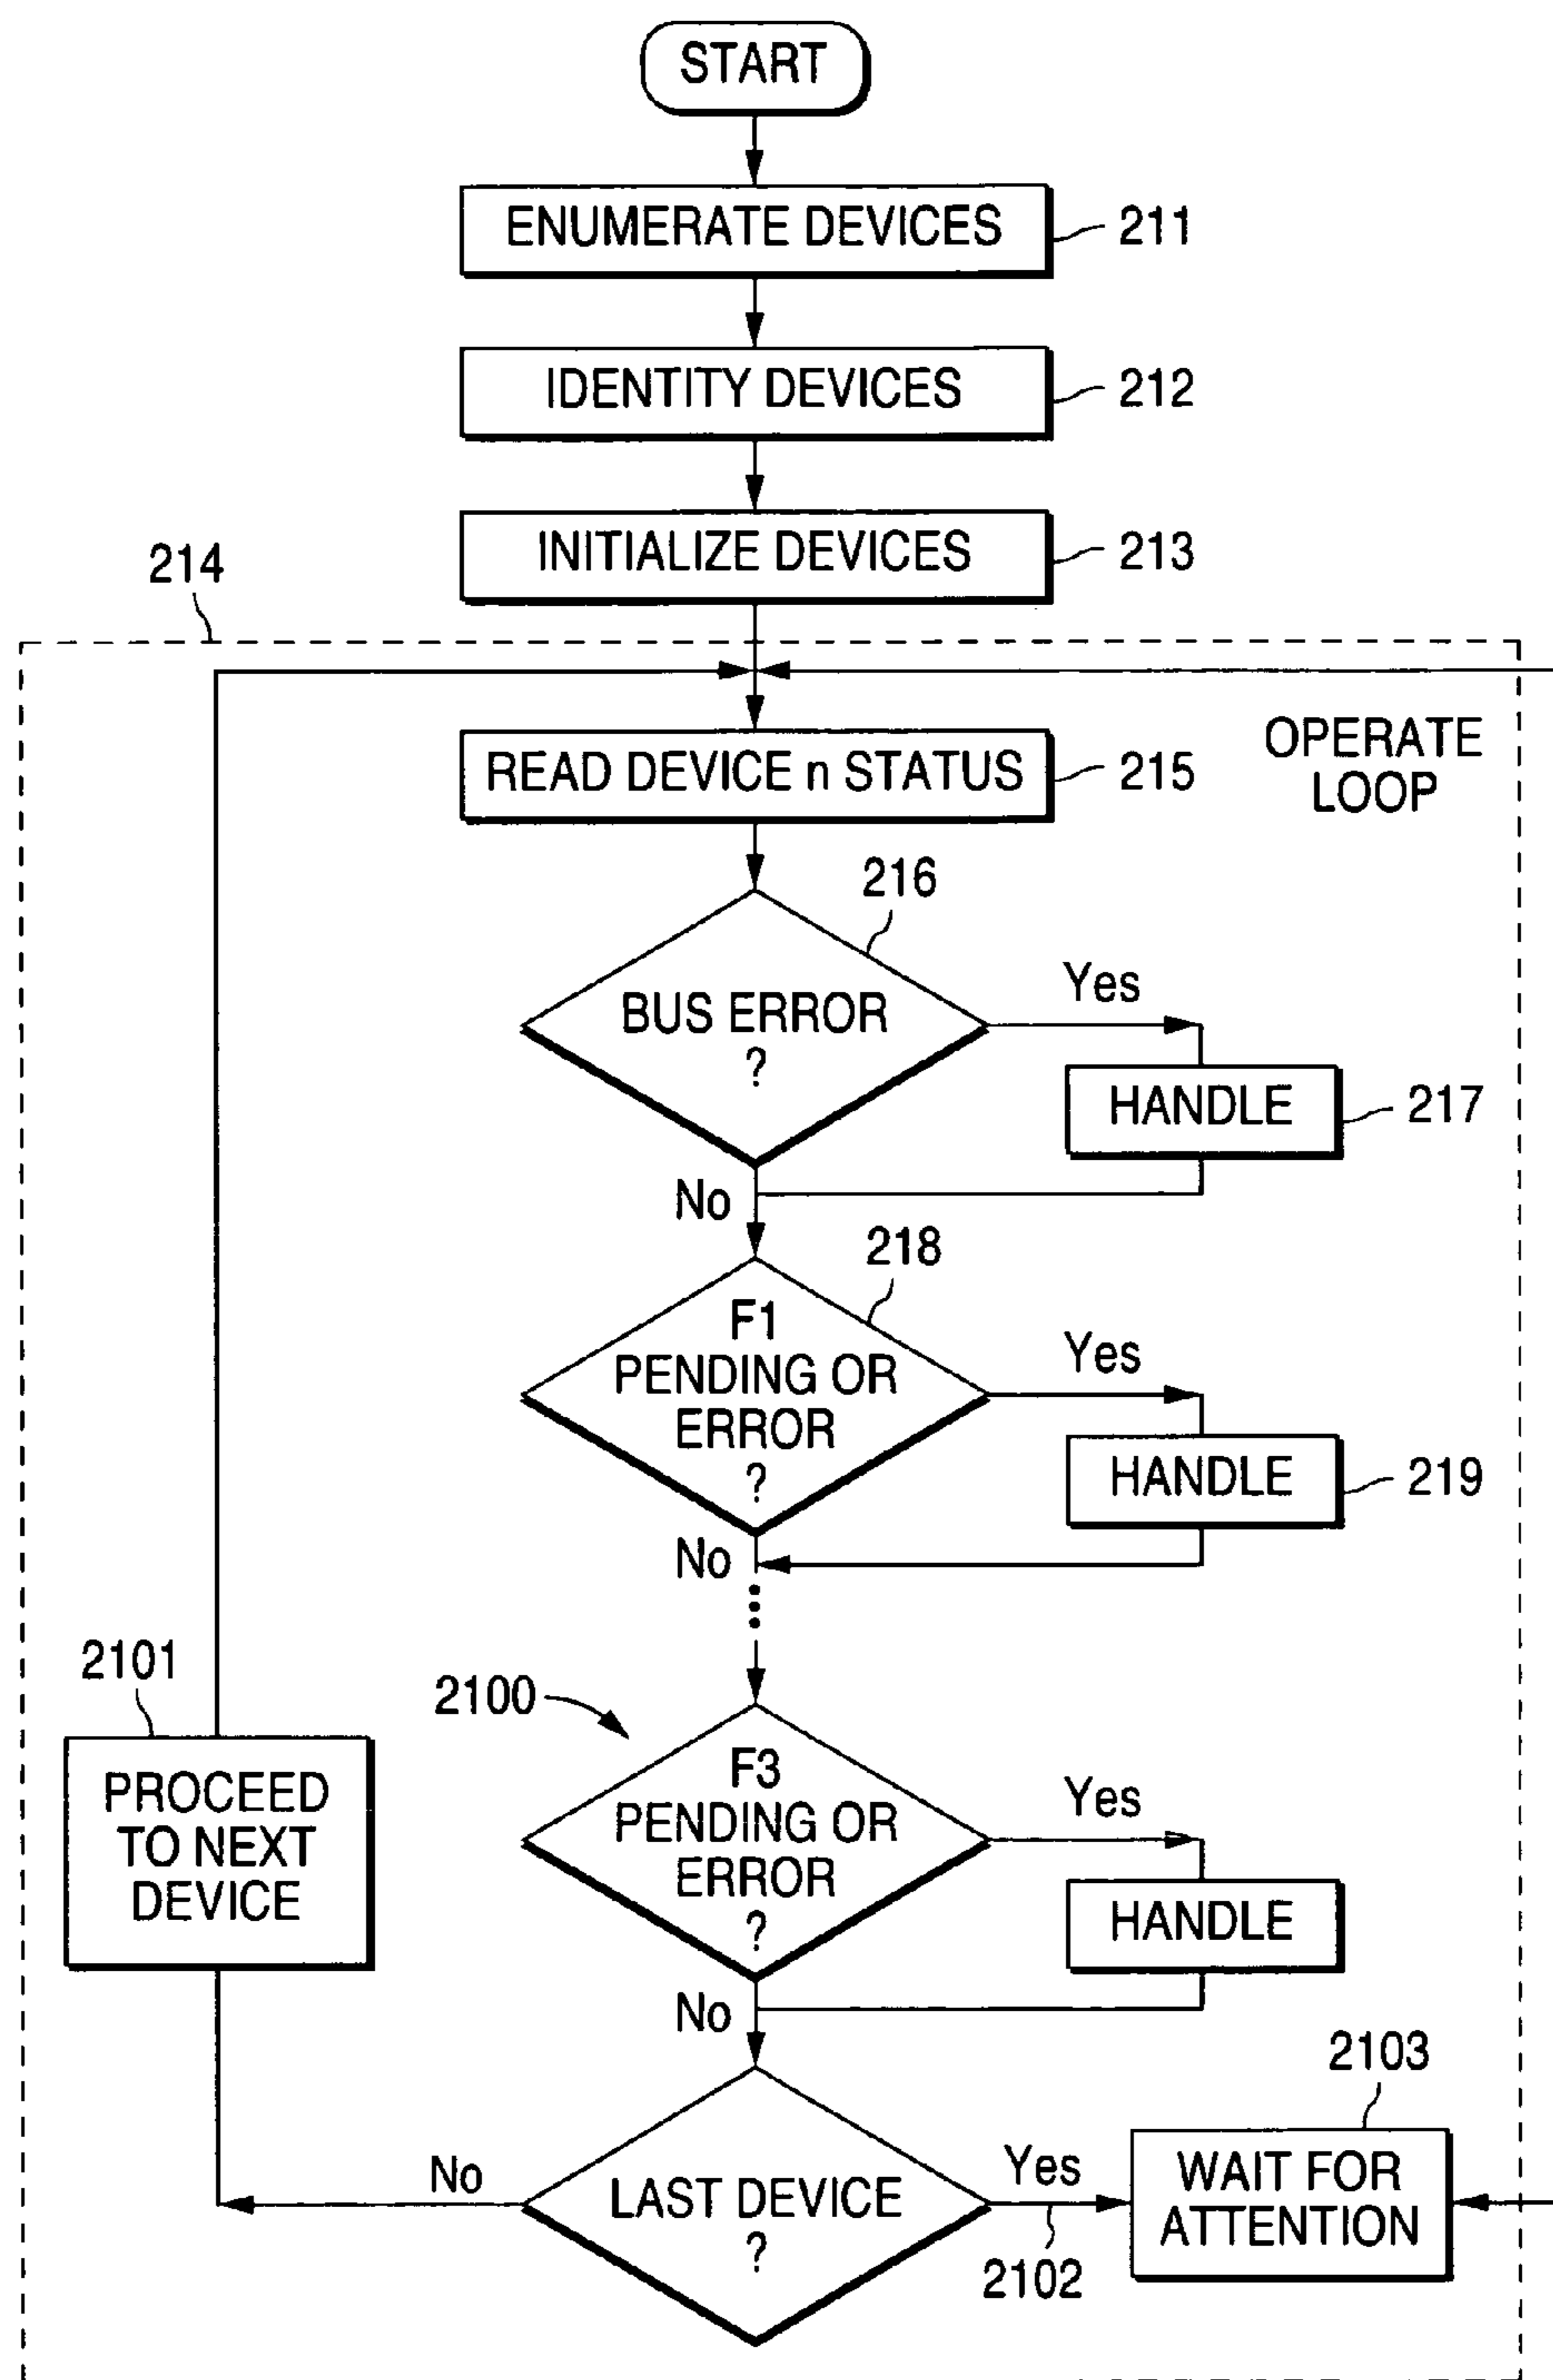 START
ENUMERATE DEVICES
211
IDENTITY DEVICES
212
INITIALIZE DEVICES
213
214
OPERATE
LOOP
READ DEVICE n STATUS
215
216
BUS ERROR
?
Yes
HANDLE
217
No
218
F1
PENDING OR
ERROR
?
Yes
HANDLE
219
No
2100
F3
PENDING OR
ERROR
?
Yes
HANDLE
No
2101
PROCEED
TO NEXT
DEVICE
LAST DEVICE
?
No
Yes
2102
2103
WAIT FOR
ATTENTION